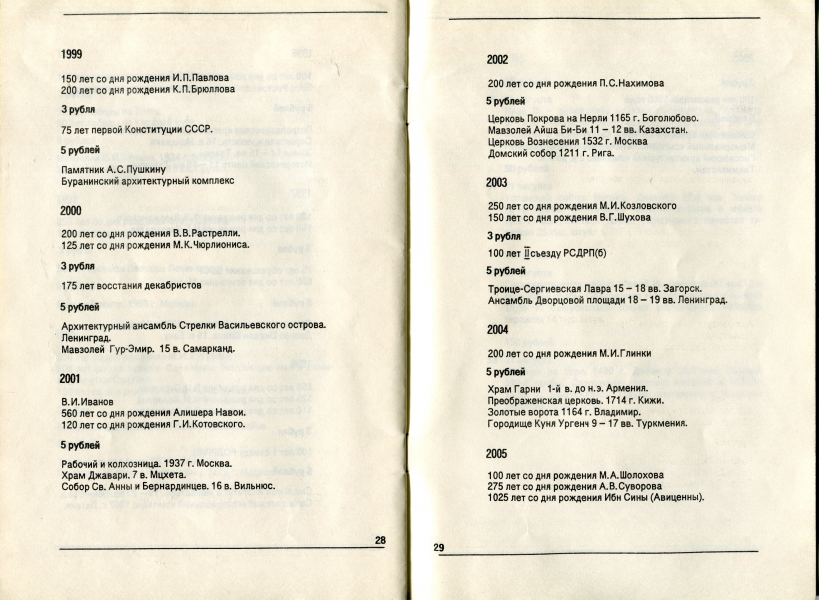 1999
150 лет со дня рождения И.П.Павлова
200 лет со дня рождения К.П.Брюллова
3 рубля
75 лет первой Конституции СССР.
5 рублей
Памятник А.С.Пушкину
Буранинский архитектурный комплекс
2000
200 лет со дня рождения В.В.Растрелли.
125 лет со дня рождения М.К.Чюрлиониса.
3 рубля
175 лет восстания декабристов
5 рублей
Архитектурный ансамбль Стрелки Васильевского острова.
Ленинград.
Мавзолей Гур-Эмир. 15 в. Самарканд.
2001
В.И.Иванов
560 лет со дня рождения Алишера Навои.
120 лет со дня рождения Г.И.Котовского.
5 рублей
Рабочий и колхозница. 1937 г. Москва.
Храм Джавари. 7 в. Мцхета.
Собор Св. Анны и Бернардинцев. 16 в. Вильнюс.
28
2002
200 лет со дня рождения П.С.Нахимова
5 рублей
Церковь Покрова на Нерли 1165 г. Боголюбово.
Мавзолей Айша Би-Би 11 – 12 вв. Казахстан.
Церковь Вознесения 1532 г. Москва
Домский собор 1211 г. Рига.
2003
250 лет со дня рождения М.И.Козловского
150 лет со дня рождения В.Г.Шухова
3 рубля
100 лет II съезду РСДРП(б)
5 рублей
Троице-Сергиевская Лавра 15 – 18 вв. Загорск.
Ансамбль Дворцовой площади 18 – 19 вв. Ленинград.
2004
200 лет со дня рождения М.И.Глинки
5 рублей
Храм Гарни 1-й в. до н.э. Армения.
Преображенская церковь. 1714 г. Кижи.
Золотые ворота 1164 г. Владимир.
Городище Куня Ургенч 9 – 17 вв. Туркмения.
2005
100 лет со дня рождения М.А.Шолохова
275 лет со дня рождения А.В.Суворова
1025 лет со дня рождения Ибн Сины (Авиценны).
29